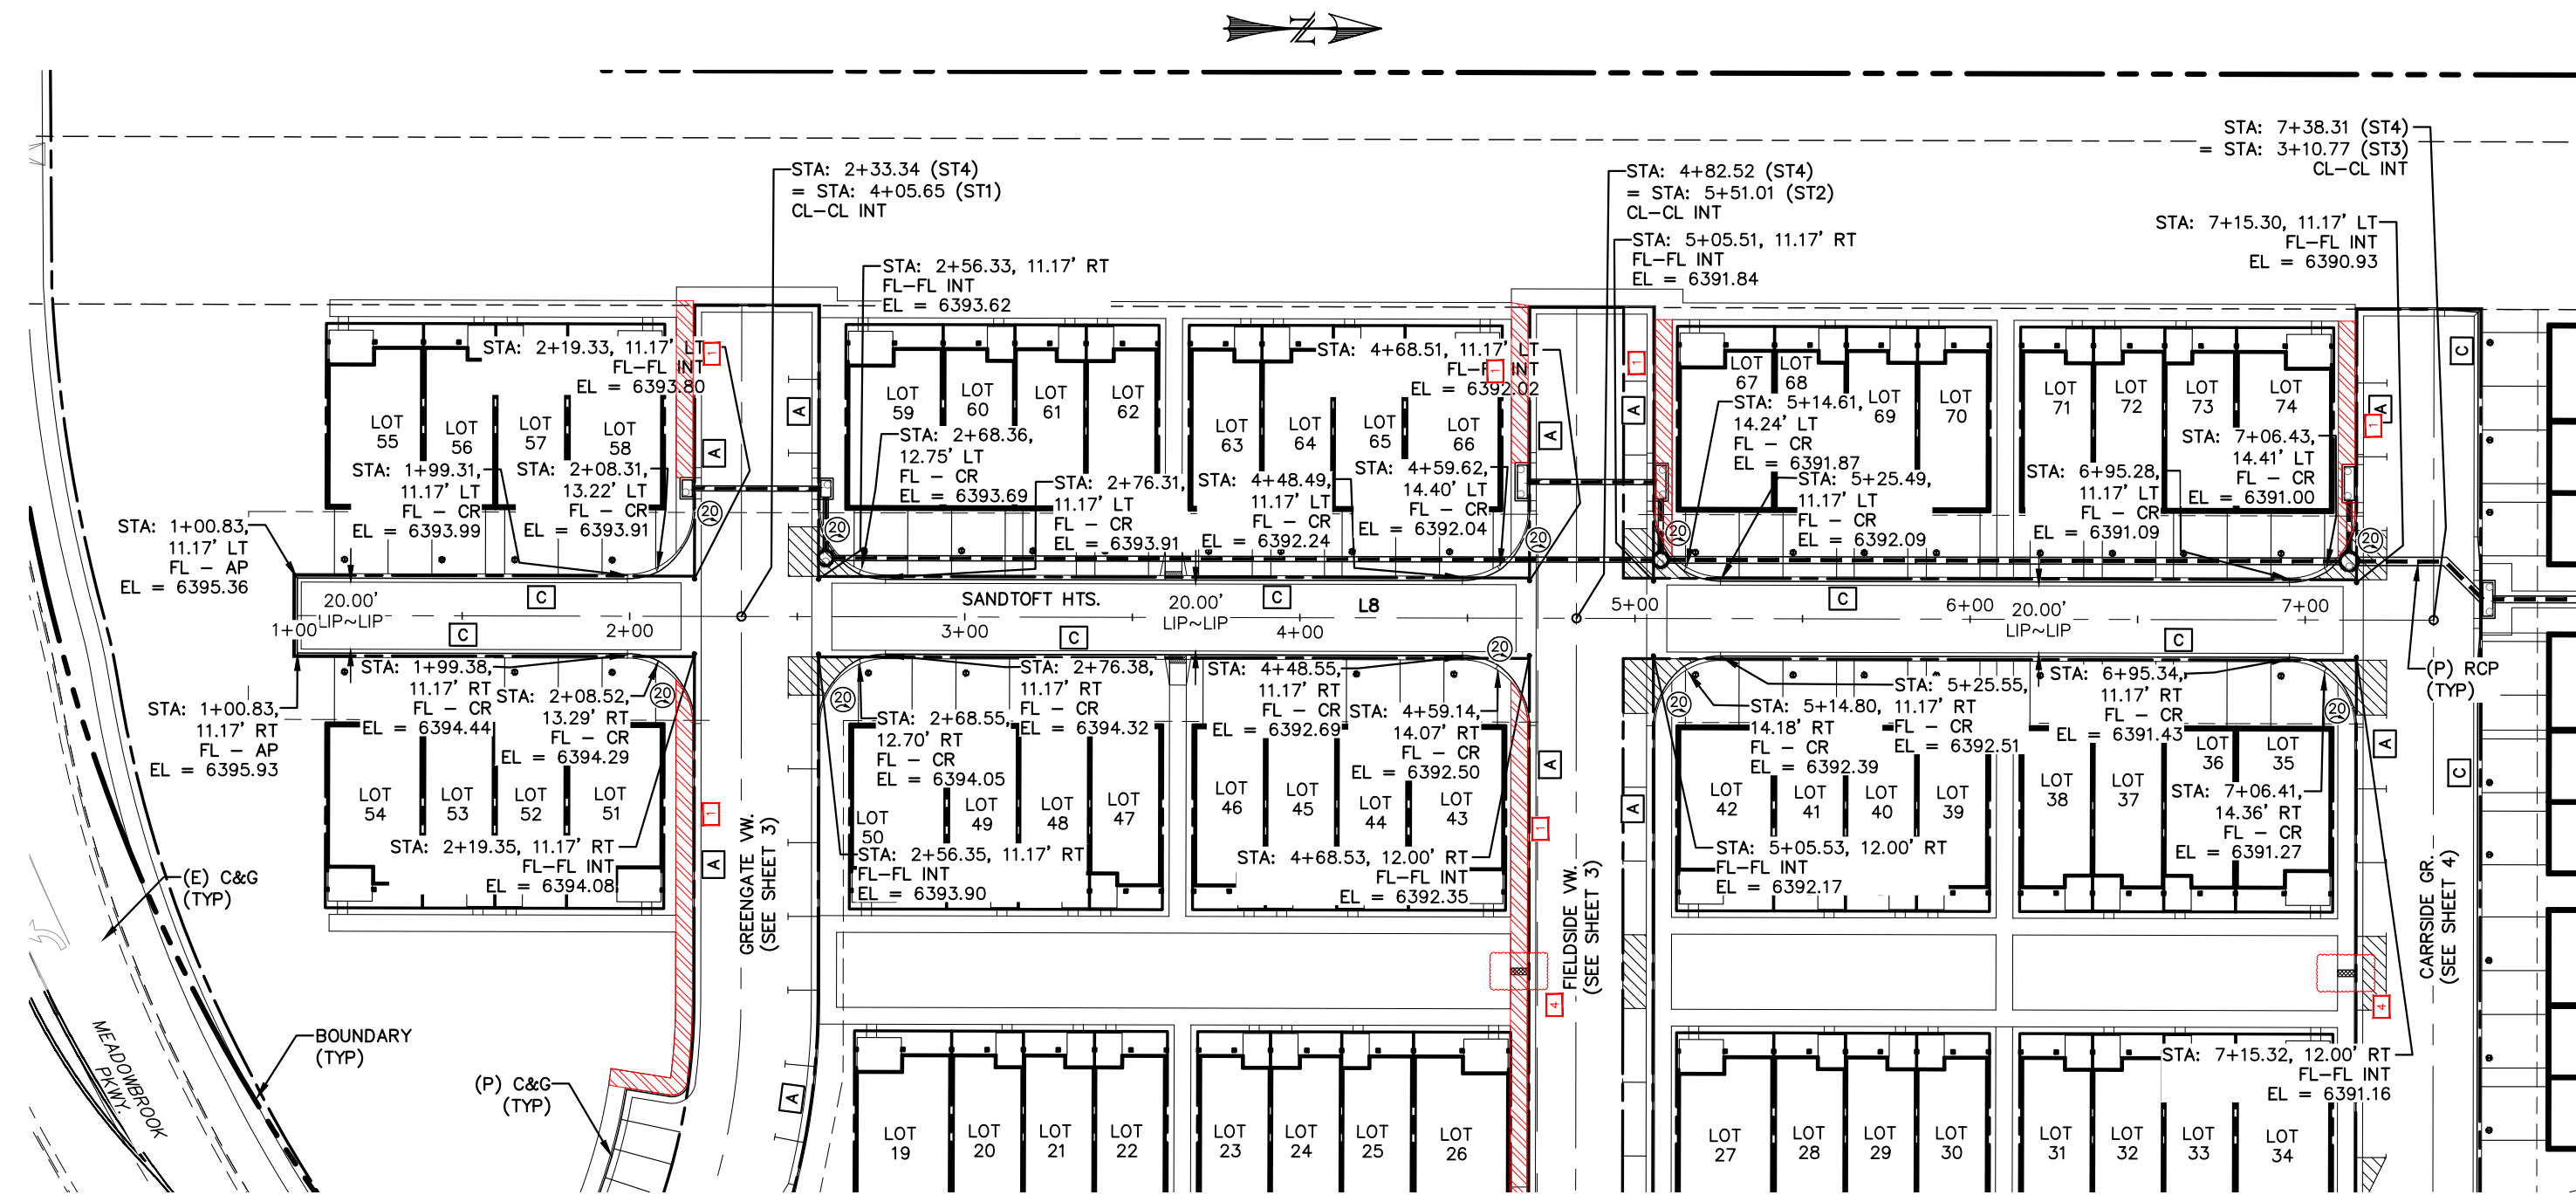 N
STA: 7+38.31 (ST4)
= STA: 3+10.77 (ST3)
CL-CL INT
STA: 2+33.34 (ST4)
= STA: 4+05.65 (ST1)
CL-CL INT
STA: 4+82.52 (ST4)
= STA: 5+51.01 (ST2)
CL-CL INT
STA: 7+15.30, 11.17' LT
FL-FL INT
EL = 6390.93
STA: 5+05.51, 11.17' RT
FL-FL INT
EL = 6391.84
STA: 2+56.33, 11.17' RT
FL-FL INT
EL = 6393.62
STA: 2+19.33, 11.17' LT
FL-FL INT
EL = 6393.80
1
STA: 4+68.51, 11.17' LT
FL-FL INT
EL = 6392.02
1
1
C
A
A
A
A
A
1
LOT
55
LOT
56
LOT
57
LOT
58
LOT
59
LOT
60
LOT
61
LOT
62
LOT
63
LOT
64
LOT
65
LOT
66
LOT
67
LOT
68
LOT
69
LOT
70
LOT
71
LOT
72
LOT
73
LOT
74
STA: 1+99.31,
11.17' LT
FL - CR
EL = 6393.99
STA: 2+08.31,
13.22' LT
FL - CR
EL = 6393.91
STA: 2+68.36,
12.75' LT
FL - CR
EL = 6393.69
STA: 2+76.31,
11.17' LT
FL - CR
EL = 6393.91
STA: 4+48.49,
11.17' LT
FL - CR
EL = 6392.24
STA: 4+59.62,
14.40' LT
FL - CR
EL = 6392.04
STA: 5+14.61,
14.24' LT
FL - CR
EL = 6391.87
STA: 5+25.49,
11.17' LT
FL - CR
EL = 6392.09
STA: 6+95.28,
11.17' LT
FL - CR
EL = 6391.09
STA: 7+06.43,
14.41' LT
FL - CR
EL = 6391.00
20
20
20
20
20
STA: 1+00.83,
11.17' LT
FL - AP
EL = 6395.36
20.00'
LIP~LIP
C
SANDTOFT HTS.
20.00'
LIP~LIP
C
L8
C
20.00'
LIP~LIP
1+00
2+00
3+00
4+00
5+00
6+00
7+00
C
C
C
(P) RCP
(TYP)
STA: 1+00.83,
11.17' RT
FL - AP
EL = 6395.93
STA: 1+99.38,
11.17' RT
FL - CR
EL = 6394.44
STA: 2+08.52,
13.29' RT
FL - CR
EL = 6394.29
STA: 2+68.55,
12.70' RT
FL - CR
EL = 6394.05
STA: 2+76.38,
11.17' RT
FL - CR
EL = 6394.32
STA: 4+48.55,
11.17' RT
FL - CR
EL = 6392.69
STA: 4+59.14,
14.07' RT
FL - CR
EL = 6392.50
STA: 5+14.80,
14.18' RT
FL - CR
EL = 6392.39
STA: 5+25.55,
11.17' RT
FL - CR
EL = 6392.51
STA: 6+95.34,
11.17' RT
FL - CR
EL = 6391.43
STA: 7+06.41,
14.36' RT
FL - CR
EL = 6391.27
20
20
20
20
20
LOT
54
LOT
53
LOT
52
LOT
51
LOT
50
LOT
49
LOT
48
LOT
47
LOT
46
LOT
45
LOT
44
LOT
43
LOT
42
LOT
41
LOT
40
LOT
39
LOT
38
LOT
37
LOT
36
LOT
35
A
A
A
A
C
1
1
STA: 2+19.35, 11.17' RT
FL-FL INT
EL = 6394.08
STA: 2+56.35, 11.17' RT
FL-FL INT
EL = 6393.90
STA: 4+68.53, 12.00' RT
FL-FL INT
EL = 6392.35
STA: 5+05.53, 12.00' RT
FL-FL INT
EL = 6392.17
GREENGATE VW.
(SEE SHEET 3)
FIELDSIDE VW.
(SEE SHEET 3)
CARRSIDE GR.
(SEE SHEET 4)
(E) C&G
(TYP)
4
4
BOUNDARY
(TYP)
MEADOWBROOK
PKWY.
(P) C&G
(TYP)
A
STA: 7+15.32, 12.00' RT
FL-FL INT
EL = 6391.16
LOT
19
LOT
20
LOT
21
LOT
22
LOT
23
LOT
24
LOT
25
LOT
26
LOT
27
LOT
28
LOT
29
LOT
30
LOT
31
LOT
32
LOT
33
LOT
34